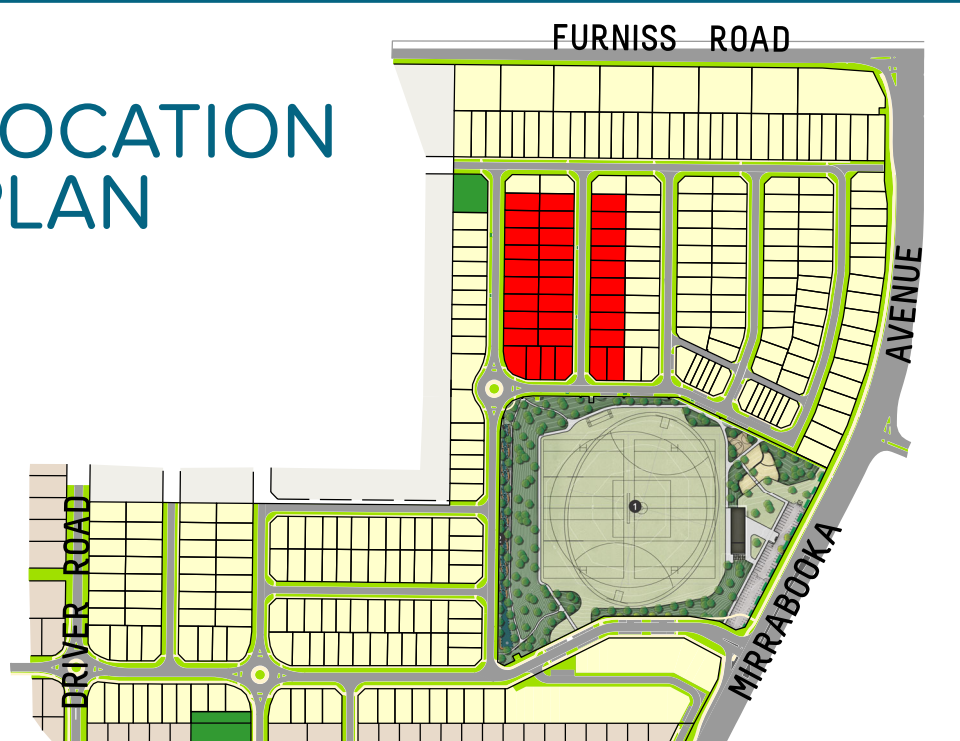 FURNISS ROAD
OCATION
PLAN
AVENUE
DRIVER ROAD
1
MIRRABOOKA